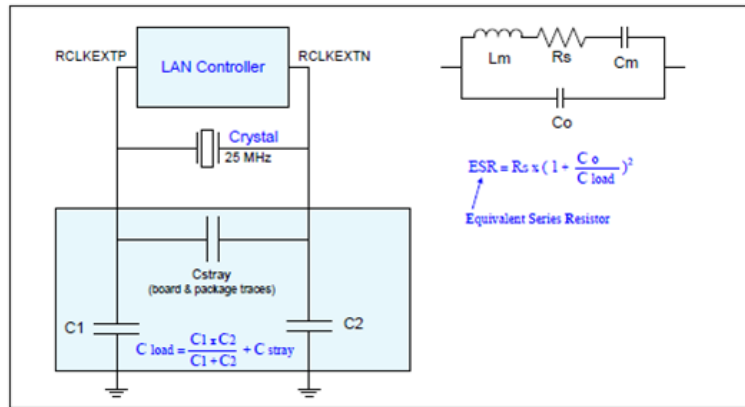 RCLKEXTP
LAN Controller
RCLKEXTN
Crystal
25 MHz
Cstray
(board & package traces)
C1
C2
C load = C1 x C2 / C1 + C2 + C stray
Lm
Rs
Cm
Co
ESR = Rs x ( 1 + C o / C load )²
Equivalent Series Resistor